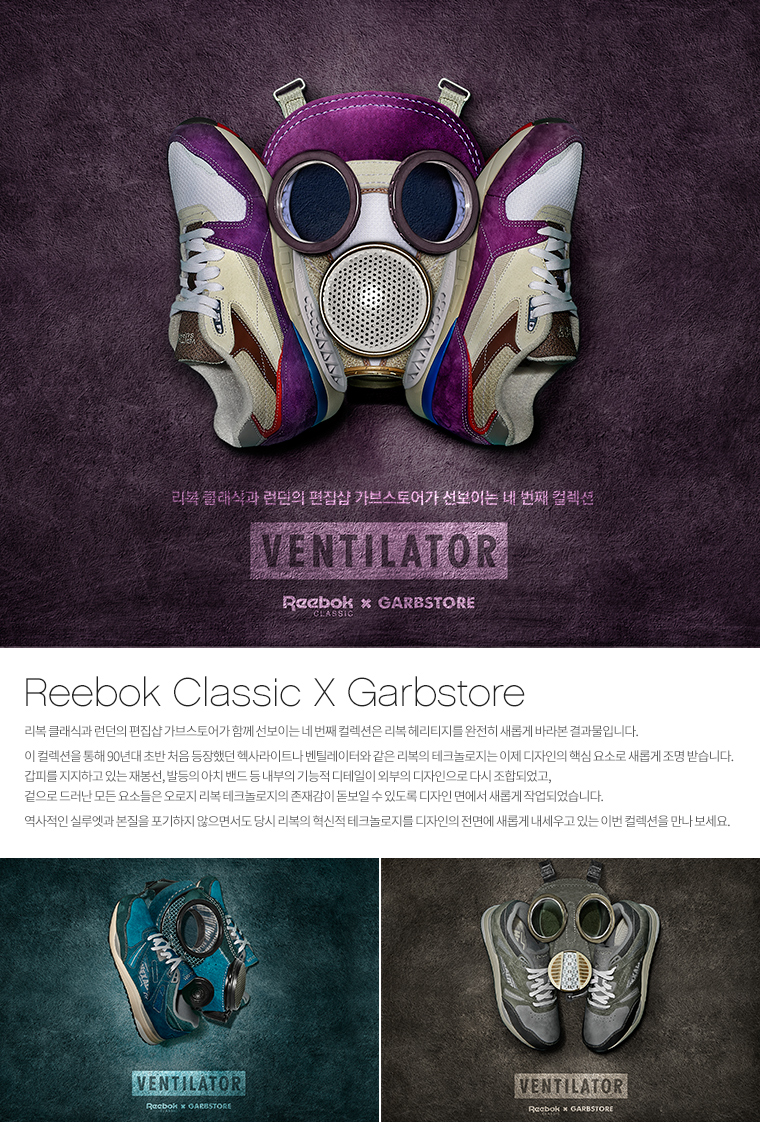 리복 클래식과 런던의 편집샵 가브스토어가 선보이는 네 번째 컬렉션
VENTILATOR
Reebok × GARBSTORE
CLASSIC
Reebok Classic X Garbstore
리복 클래식과 런던의 편집샵 가브스토어가 함께 선보이는 네 번째 컬렉션은 리복 헤리티지를 완전히 새롭게 바라본 결과물입니다.
이 컬렉션을 통해 90년대 초반 처음 등장했던 헥사라이트나 벤틸레이터와 같은 리복의 테크놀로지는 이제 디자인의 핵심 요소로 새롭게 조명 받습니다.
갑피를 지지하고 있는 재봉선, 발등의 아치 밴드 등 내부의 기능적 디테일이 외부의 디자인으로 다시 조합되었고,
겉으로 드러난 모든 요소들은 오로지 리복 테크놀로지의 존재감이 돋보일 수 있도록 디자인 면에서 새롭게 작업되었습니다.
역사적인 실루엣과 본질을 포기하지 않으면서도 당시 리복의 혁신적 테크놀로지를 디자인의 전면에 새롭게 내세우고 있는 이번 컬렉션을 만나 보세요.
VENTILATOR
Reebok × GARBSTORE
CLASSIC
VENTILATOR
Reebok × GARBSTORE
CLASSIC